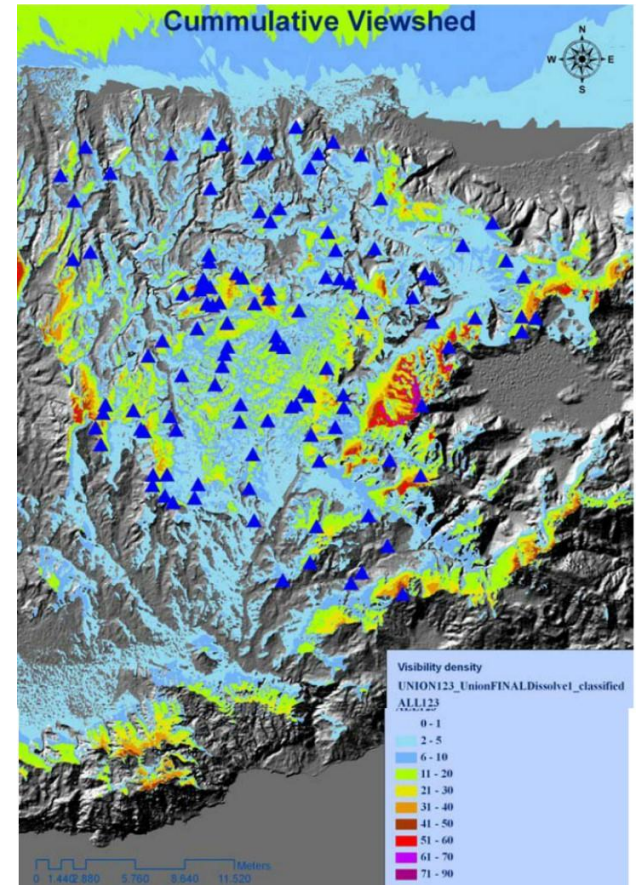 Cummulative Viewshed
N
W E
S
Visibility density
UNION123_UnionFINALDissolve1_classified
ALL123
0 - 1
2 - 5
6 - 10
11 - 20
21 - 30
31 - 40
41 - 50
51 - 60
61 - 70
71 - 90
Meters
0 1.440 2.880 5.760 8.640 11.520